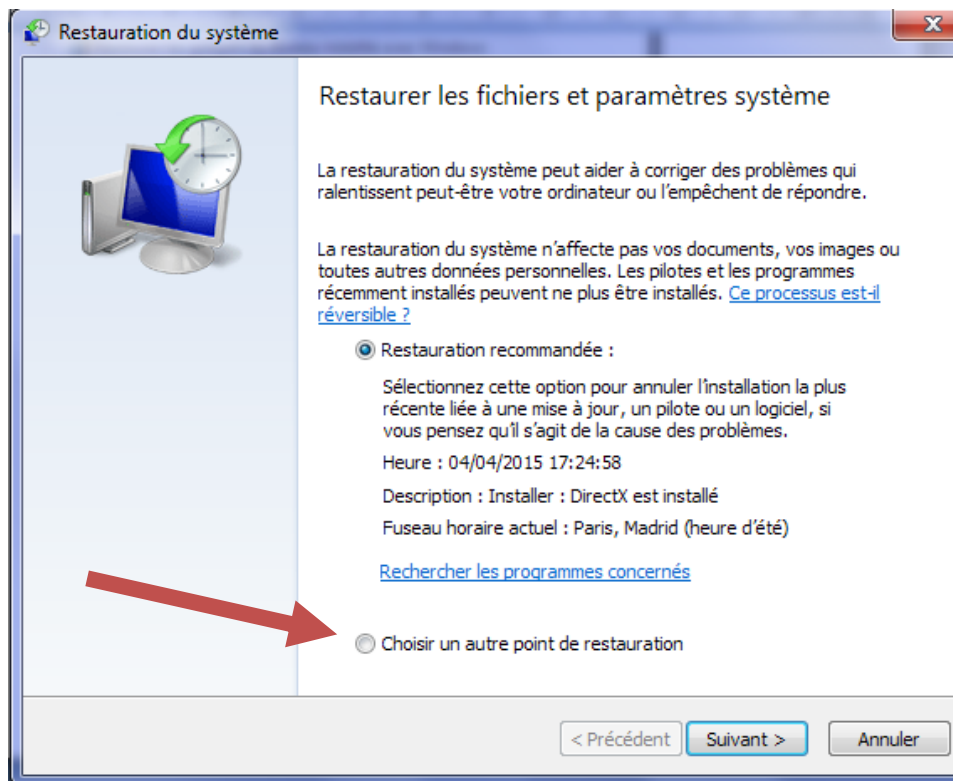 Restauration du système
Restaurer les fichiers et paramètres système
La restauration du système peut aider à corriger des problèmes qui
ralentissent peut-être votre ordinateur ou l'empêchent de répondre.
La restauration du système n'affecte pas vos documents, vos images ou
toutes autres données personnelles. Les pilotes et les programmes
récemment installés peuvent ne plus être installés. Ce processus est-il
réversible ?
Restauration recommandée :
Sélectionnez cette option pour annuler l'installation la plus
récente liée à une mise à jour, un pilote ou un logiciel, si
vous pensez qu'il s'agit de la cause des problèmes.
Heure : 04/04/2015 17:24:58
Description : Installer : DirectX est installé
Fuseau horaire actuel : Paris, Madrid (heure d'été)
Rechercher les programmes concernés
Choisir un autre point de restauration
< Précédent Suivant > Annuler